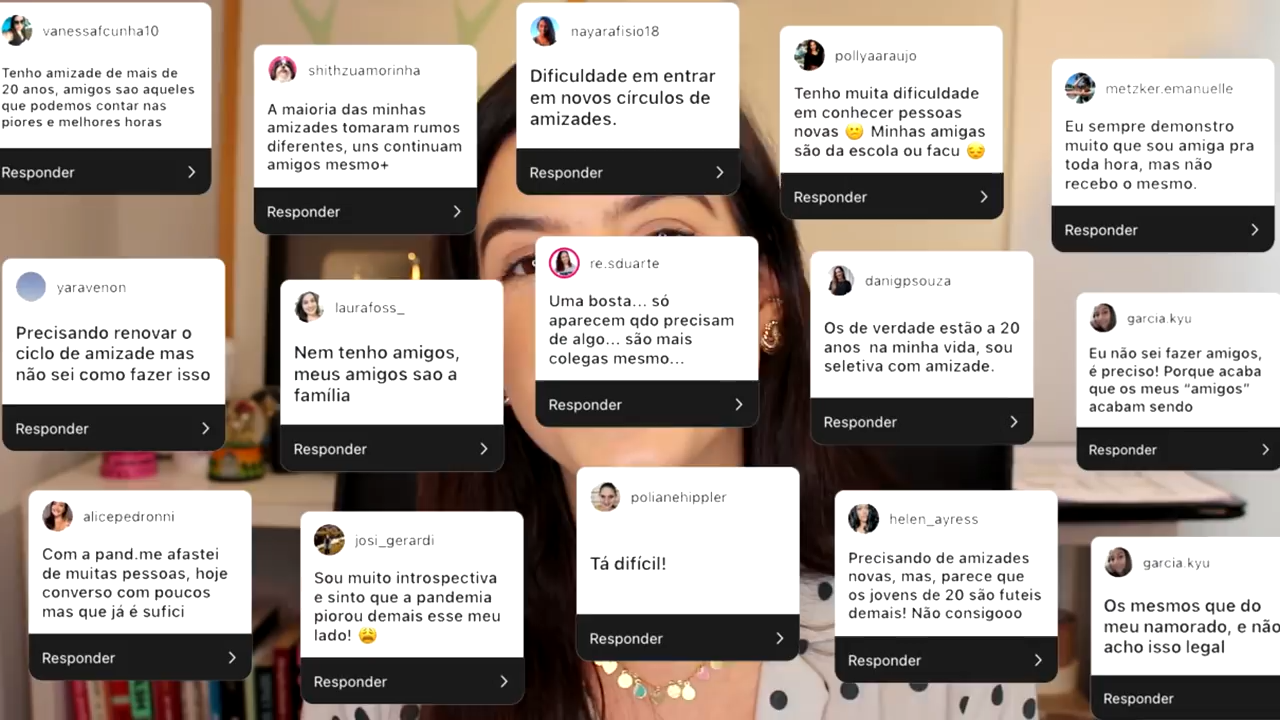 vanessafcunha10
Tenho amizade de mais de
20 anos, amigos sao aqueles
que podemos contar nas
piores e melhores horas
Responder
shithzuamorinha
A maioria das minhas
amizades tomaram rumos
diferentes, uns continuam
amigos mesmo+
Responder
nayarafisio18
Dificuldade em entrar
em novos círculos de
amizades.
Responder
pollyaaraujo
Tenho muita dificuldade
em conhecer pessoas
novas 😕 Minhas amigas
são da escola ou facu 😔
Responder
metzker.emanuelle
Eu sempre demonstro
muito que sou amiga pra
toda hora, mas não
recebo o mesmo.
Responder
yaravenon
Precisando renovar o
ciclo de amizade mas
não sei como fazer isso
Responder
laurafoss_
Nem tenho amigos,
meus amigos sao a
família
Responder
re.sduarte
Uma bosta... só
aparecem qdo precisam
de algo... são mais
colegas mesmo...
Responder
danigpsouza
Os de verdade estão a 20
anos na minha vida, sou
seletiva com amizade.
Responder
garcia.kyu
Eu não sei fazer amigos,
é preciso! Porque acaba
que os meus “amigos”
acabam sendo
Responder
alicepedronni
Com a pand.me afastei
de muitas pessoas, hoje
converso com poucos
mas que já é sufici
Responder
josi_gerardi
Sou muito introspectiva
e sinto que a pandemia
piorou demais esse meu
lado! 😩
Responder
polianehippler
Tá difícil!
Responder
helen_ayress
Precisando de amizades
novas, mas, parece que
os jovens de 20 são futeis
demais! Não consigooo
Responder
garcia.kyu
Os mesmos que do
meu namorado, e não
acho isso legal
Responder